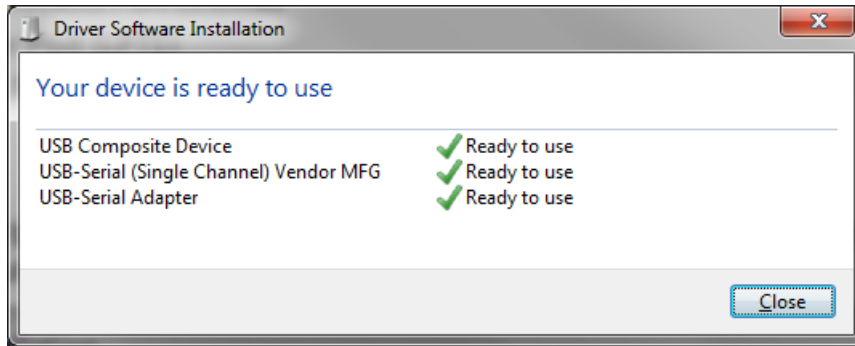 Driver Software Installation
Your device is ready to use
USB Composite Device Ready to use
USB-Serial (Single Channel) Vendor MFG Ready to use
USB-Serial Adapter Ready to use
Close